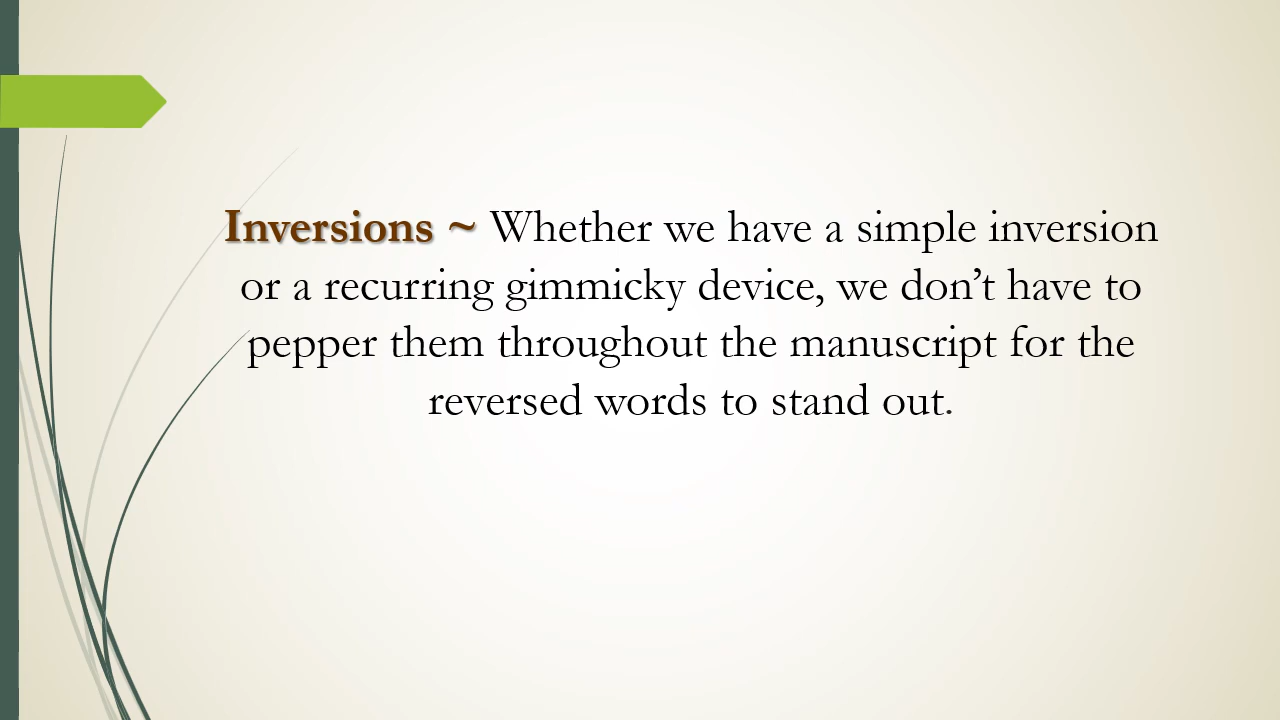 Inversions ~ Whether we have a simple inversion
or a recurring gimmicky device, we don’t have to
pepper them throughout the manuscript for the
reversed words to stand out.